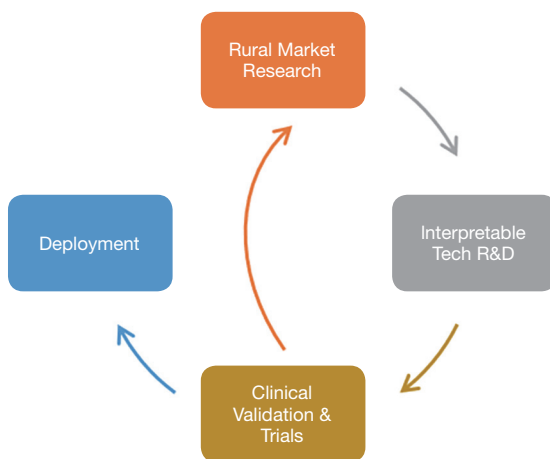 Rural Market
Research
Interpretable
Tech R&D
Clinical
Validation &
Trials
Deployment